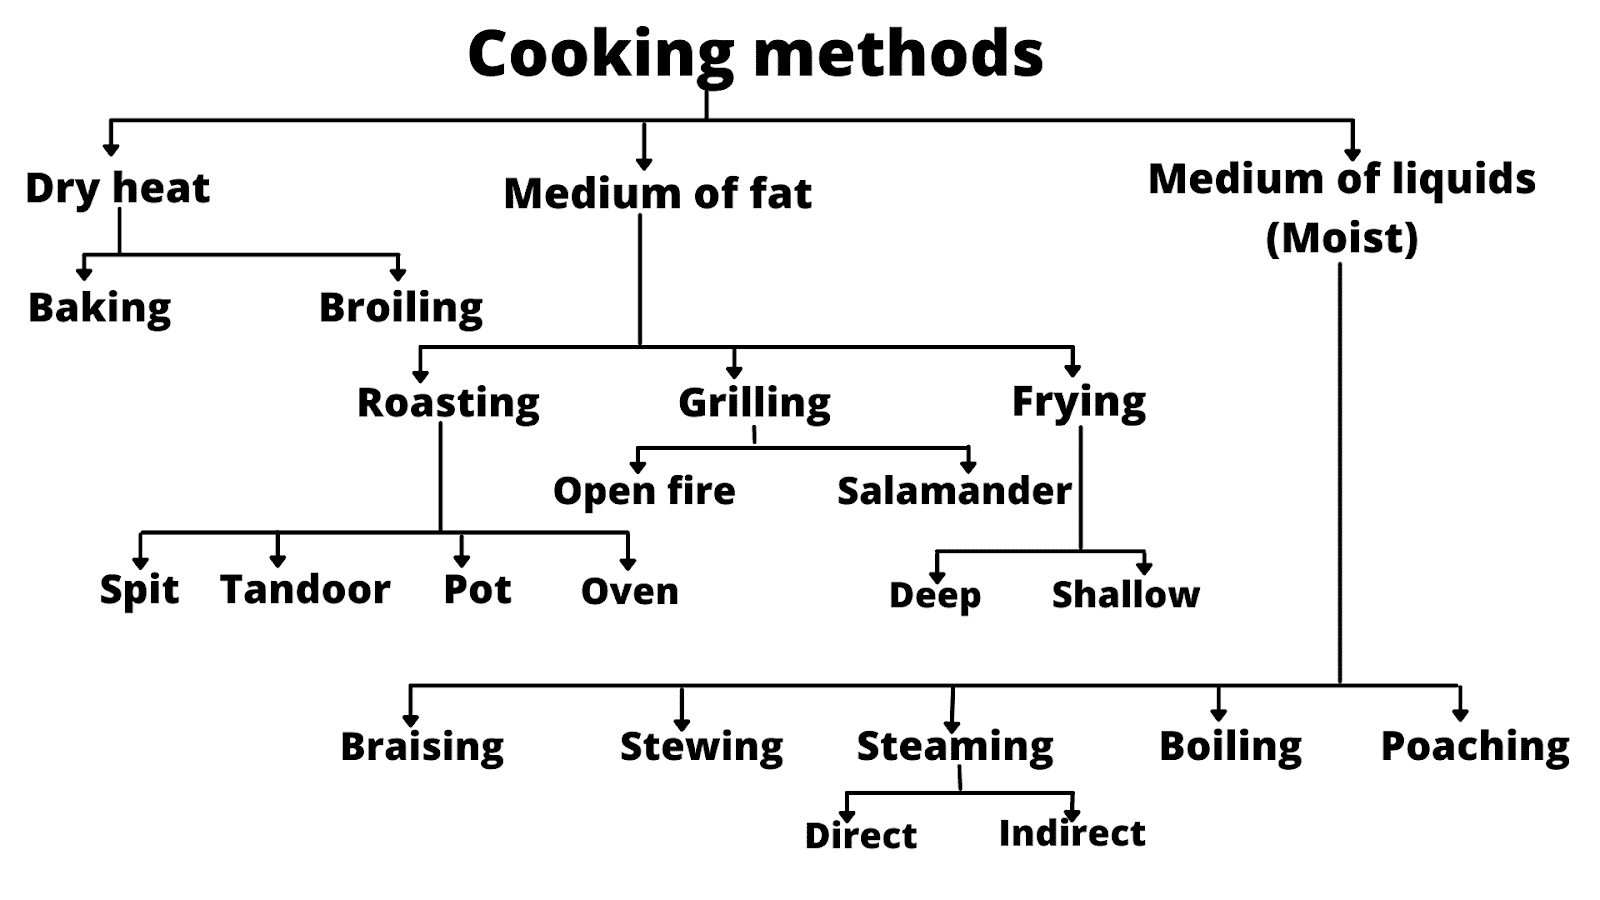 Cooking methods
Dry heat
Medium of fat
Medium of liquids
(Moist)
Baking
Broiling
Roasting
Grilling
Frying
Open fire
Salamander
Spit
Tandoor
Pot
Oven
Deep
Shallow
Braising
Stewing
Steaming
Boiling
Poaching
Direct
Indirect